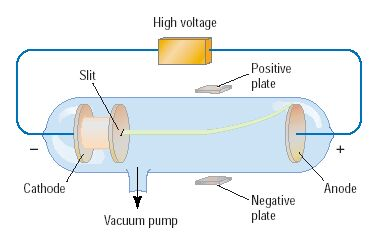 High voltage
Slit
Positive
plate
–
+
Cathode
Vacuum pump
Negative
plate
Anode